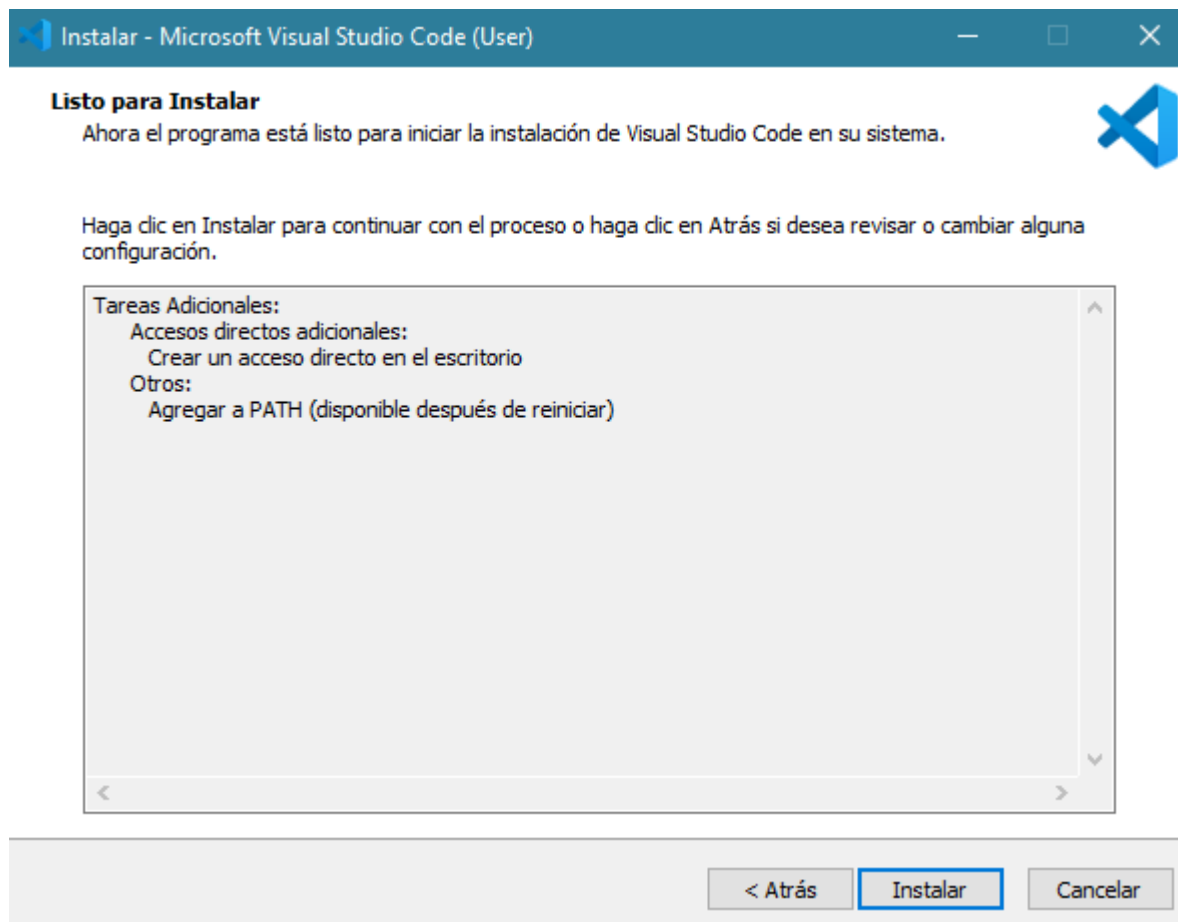 Instalar - Microsoft Visual Studio Code (User)
Listo para Instalar
Ahora el programa está listo para iniciar la instalación de Visual Studio Code en su sistema.
Haga clic en Instalar para continuar con el proceso o haga clic en Atrás si desea revisar o cambiar alguna
configuración.
Tareas Adicionales:
Accesos directos adicionales:
Crear un acceso directo en el escritorio
Otros:
Agregar a PATH (disponible después de reiniciar)
< Atrás
Instalar
Cancelar